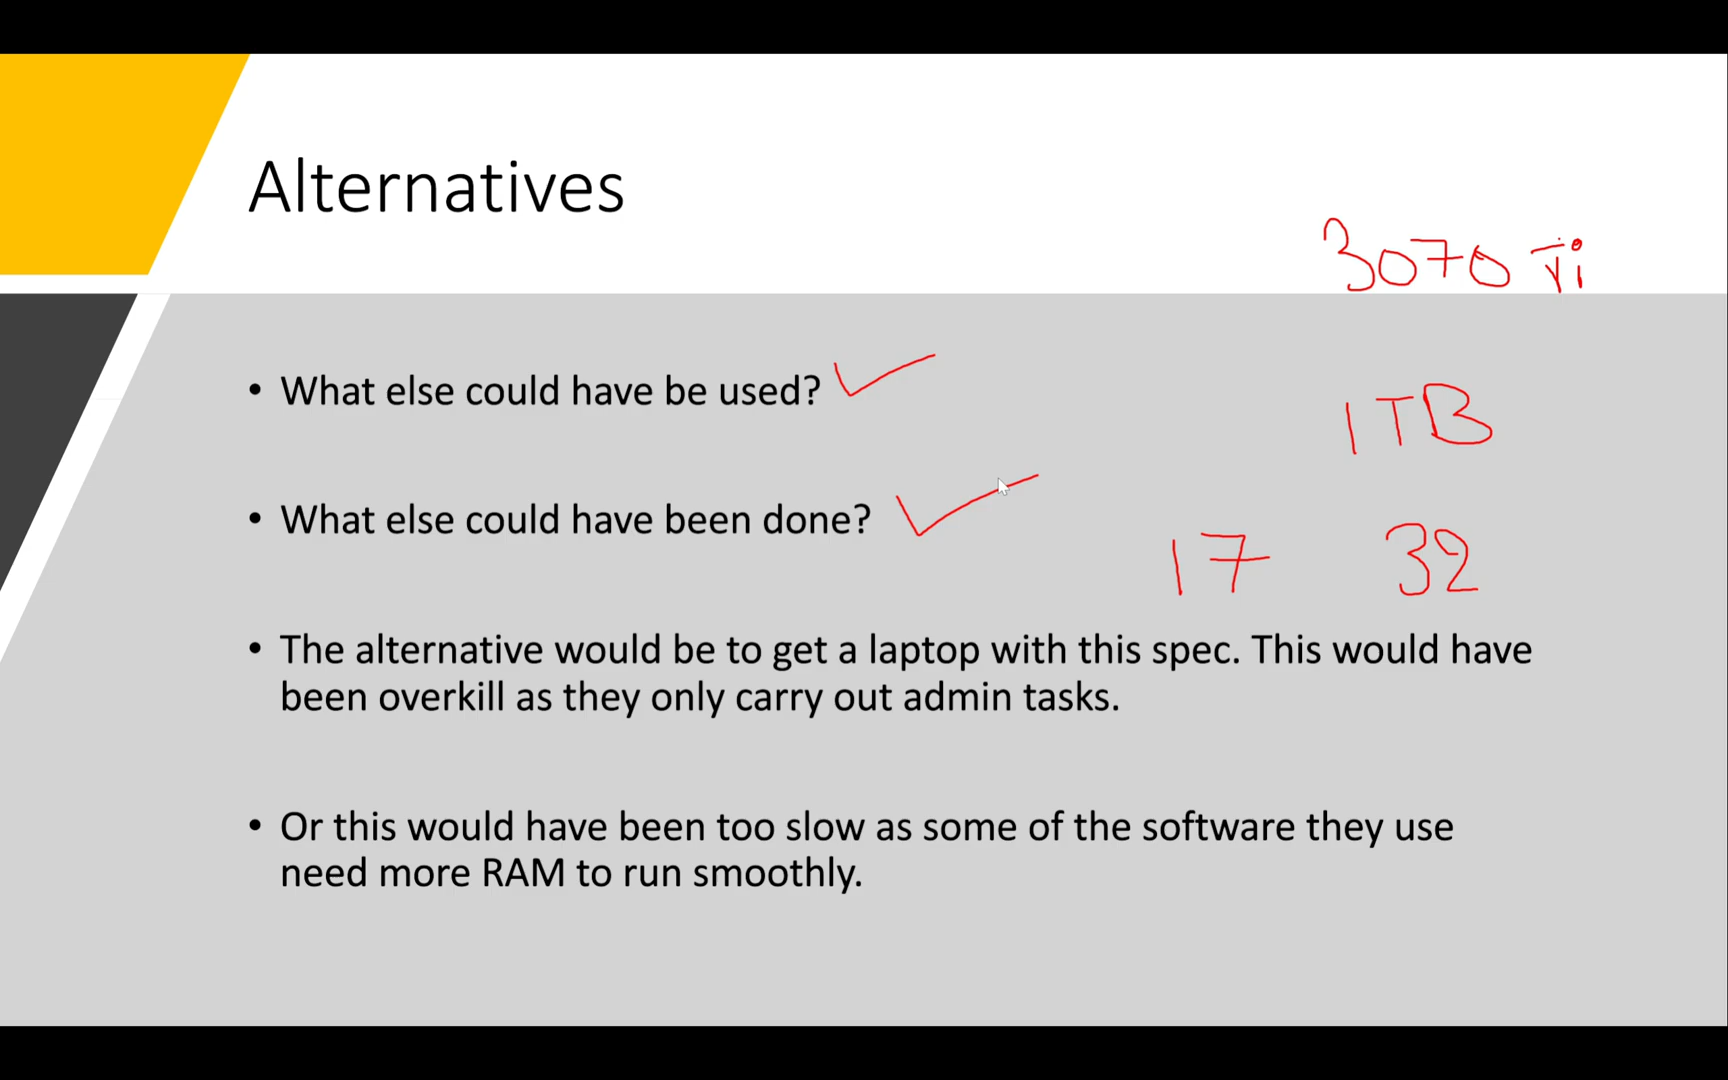 Alternatives
3070 Ti
• What else could have be used?
1TB
• What else could have been done?
17 32
• The alternative would be to get a laptop with this spec. This would have
been overkill as they only carry out admin tasks.
• Or this would have been too slow as some of the software they use
need more RAM to run smoothly.